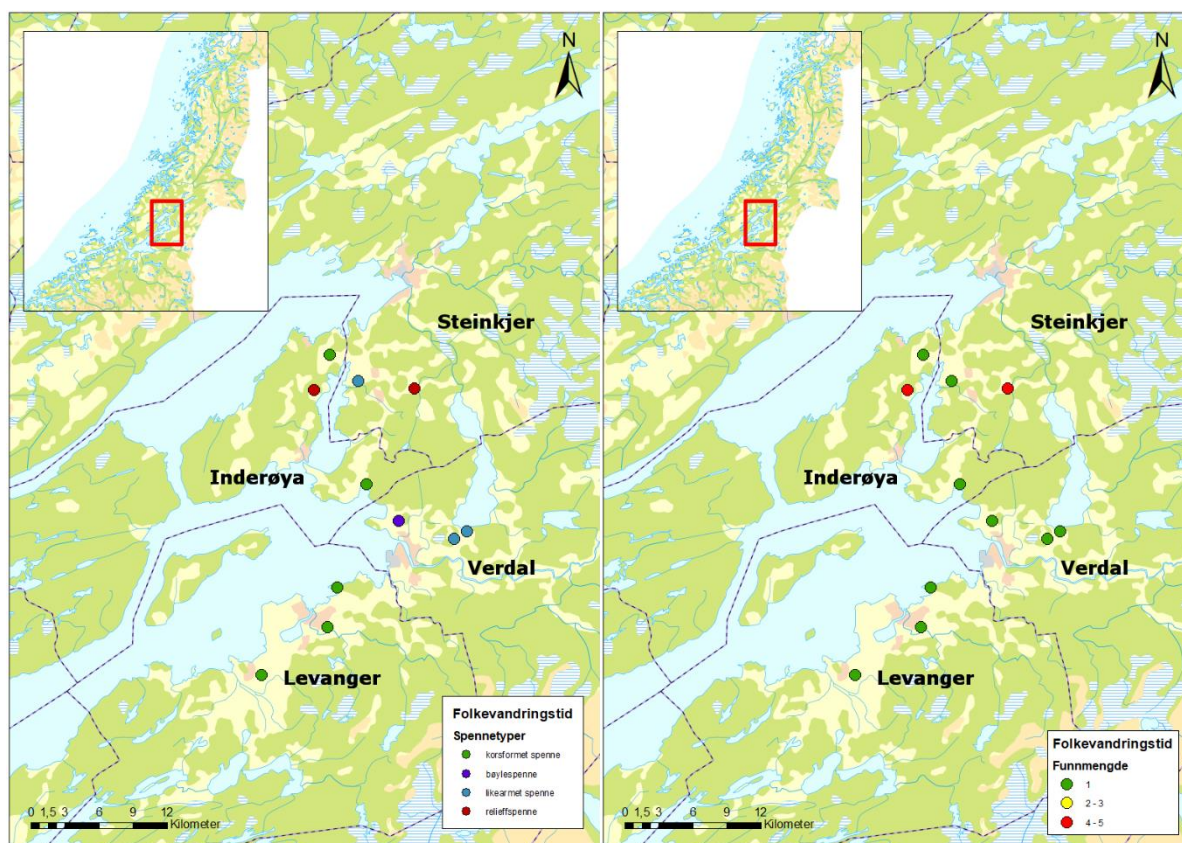 N
Steinkjer
Inderøya
Verdal
Levanger
Folkevandringstid
Spennetyper
korsformet spenne
bøylespenne
likearmet spenne
relieffspenne
0 1,5 3 6 9 12
Kilometer
N
Steinkjer
Inderøya
Verdal
Levanger
Folkevandringstid
Funnmengde
1
2 - 3
4 - 5
0 1,5 3 6 9 12
Kilometer